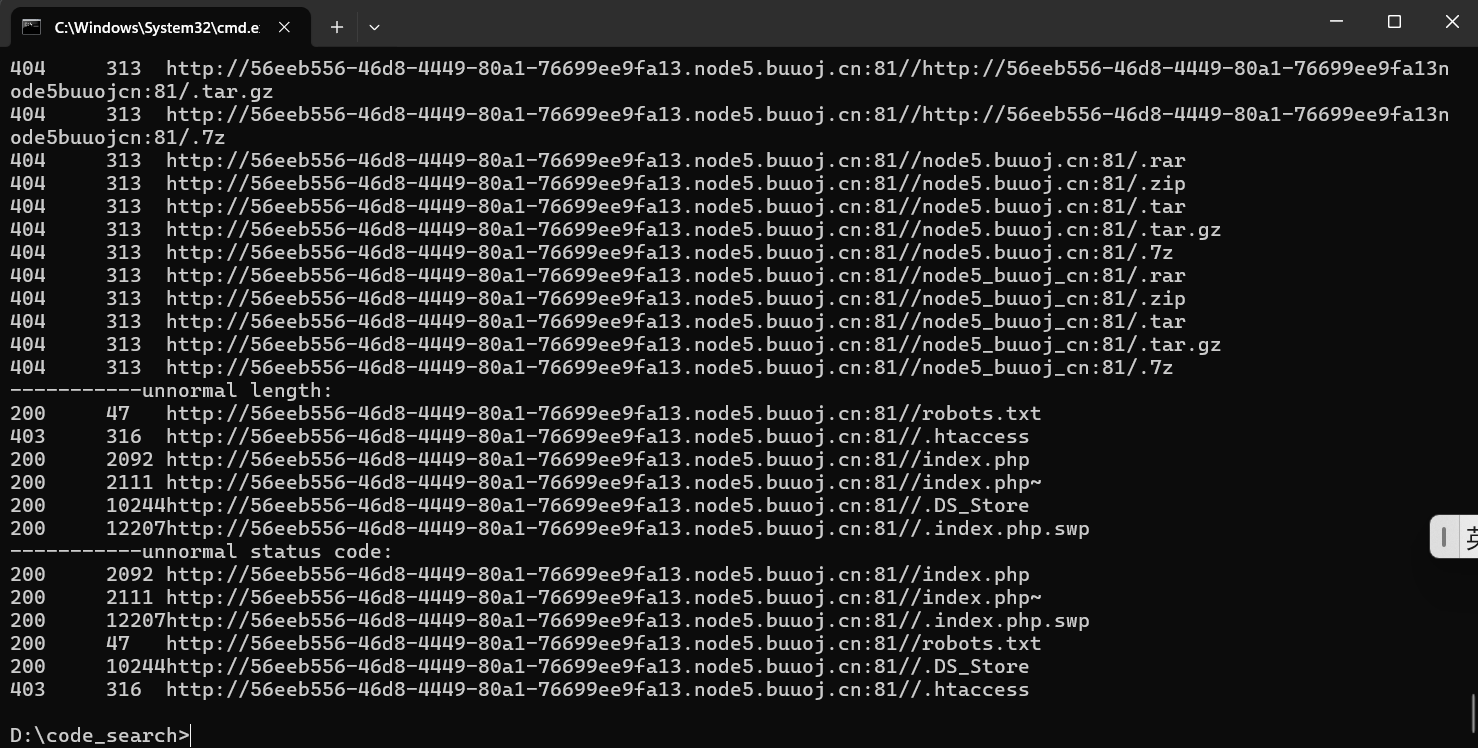 C:\Windows\System32\cmd.e
404 313 http://56eeb556-46d8-4449-80a1-76699ee9fa13.node5.buuoj.cn:81//http://56eeb556-46d8-4449-80a1-76699ee9fa13n
ode5buuojcn:81/.tar.gz
404 313 http://56eeb556-46d8-4449-80a1-76699ee9fa13.node5.buuoj.cn:81//http://56eeb556-46d8-4449-80a1-76699ee9fa13n
ode5buuojcn:81/.7z
404 313 http://56eeb556-46d8-4449-80a1-76699ee9fa13.node5.buuoj.cn:81//node5.buuoj.cn:81/.rar
404 313 http://56eeb556-46d8-4449-80a1-76699ee9fa13.node5.buuoj.cn:81//node5.buuoj.cn:81/.zip
404 313 http://56eeb556-46d8-4449-80a1-76699ee9fa13.node5.buuoj.cn:81//node5.buuoj.cn:81/.tar
404 313 http://56eeb556-46d8-4449-80a1-76699ee9fa13.node5.buuoj.cn:81//node5.buuoj.cn:81/.tar.gz
404 313 http://56eeb556-46d8-4449-80a1-76699ee9fa13.node5.buuoj.cn:81//node5.buuoj.cn:81/.7z
404 313 http://56eeb556-46d8-4449-80a1-76699ee9fa13.node5.buuoj.cn:81//node5_buuoj_cn:81/.rar
404 313 http://56eeb556-46d8-4449-80a1-76699ee9fa13.node5.buuoj.cn:81//node5_buuoj_cn:81/.zip
404 313 http://56eeb556-46d8-4449-80a1-76699ee9fa13.node5.buuoj.cn:81//node5_buuoj_cn:81/.tar
404 313 http://56eeb556-46d8-4449-80a1-76699ee9fa13.node5.buuoj.cn:81//node5_buuoj_cn:81/.tar.gz
404 313 http://56eeb556-46d8-4449-80a1-76699ee9fa13.node5.buuoj.cn:81//node5_buuoj_cn:81/.7z
-----------unnormal length:
200 47 http://56eeb556-46d8-4449-80a1-76699ee9fa13.node5.buuoj.cn:81//robots.txt
403 316 http://56eeb556-46d8-4449-80a1-76699ee9fa13.node5.buuoj.cn:81//.htaccess
200 2092 http://56eeb556-46d8-4449-80a1-76699ee9fa13.node5.buuoj.cn:81//index.php
200 2111 http://56eeb556-46d8-4449-80a1-76699ee9fa13.node5.buuoj.cn:81//index.php~
200 10244http://56eeb556-46d8-4449-80a1-76699ee9fa13.node5.buuoj.cn:81//.DS_Store
200 12207http://56eeb556-46d8-4449-80a1-76699ee9fa13.node5.buuoj.cn:81//.index.php.swp
-----------unnormal status code:
200 2092 http://56eeb556-46d8-4449-80a1-76699ee9fa13.node5.buuoj.cn:81//index.php
200 2111 http://56eeb556-46d8-4449-80a1-76699ee9fa13.node5.buuoj.cn:81//index.php~
200 12207http://56eeb556-46d8-4449-80a1-76699ee9fa13.node5.buuoj.cn:81//.index.php.swp
200 47 http://56eeb556-46d8-4449-80a1-76699ee9fa13.node5.buuoj.cn:81//robots.txt
200 10244http://56eeb556-46d8-4449-80a1-76699ee9fa13.node5.buuoj.cn:81//.DS_Store
403 316 http://56eeb556-46d8-4449-80a1-76699ee9fa13.node5.buuoj.cn:81//.htaccess
D:\code_search>